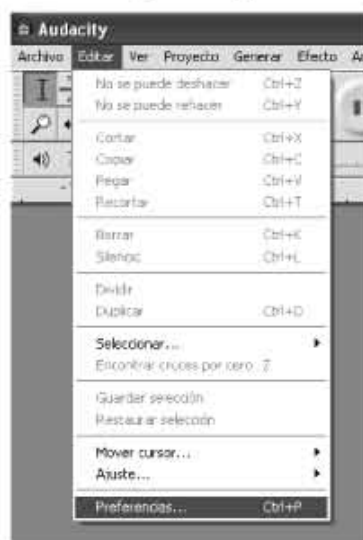 Audacity
Archivo Editar Ver Proyecto Generar Efecto
No se puede deshacer Ctrl+Z
No se puede rehacer Ctrl+Y
Cortar Ctrl+X
Copiar Ctrl+C
Pegar Ctrl+V
Recortar Ctrl+T
Borrar Ctrl+K
Silencio Ctrl+L
Dividir
Duplicar Ctrl+D
Seleccionar...
Encontrar cruces por cero Z
Guardar selección
Restaurar selección
Mover cursor...
Ajuste...
Preferencias... Ctrl+P